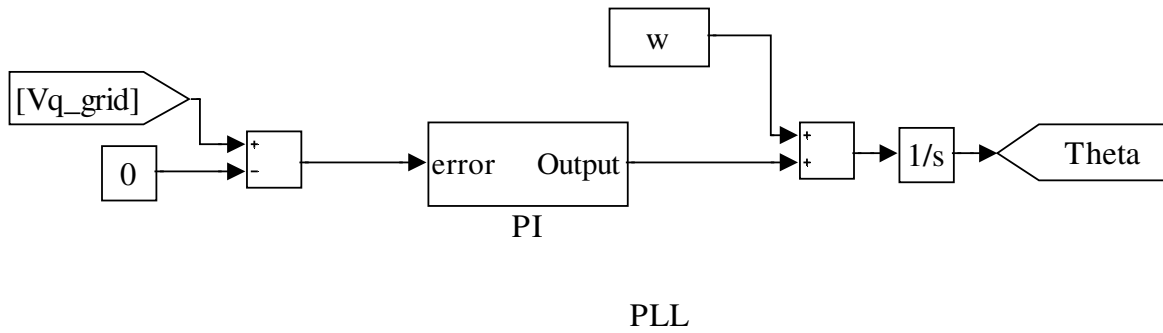 w
[Vq_grid]
+
-
0
error
Output
PI
+
+
1/s
Theta
PLL